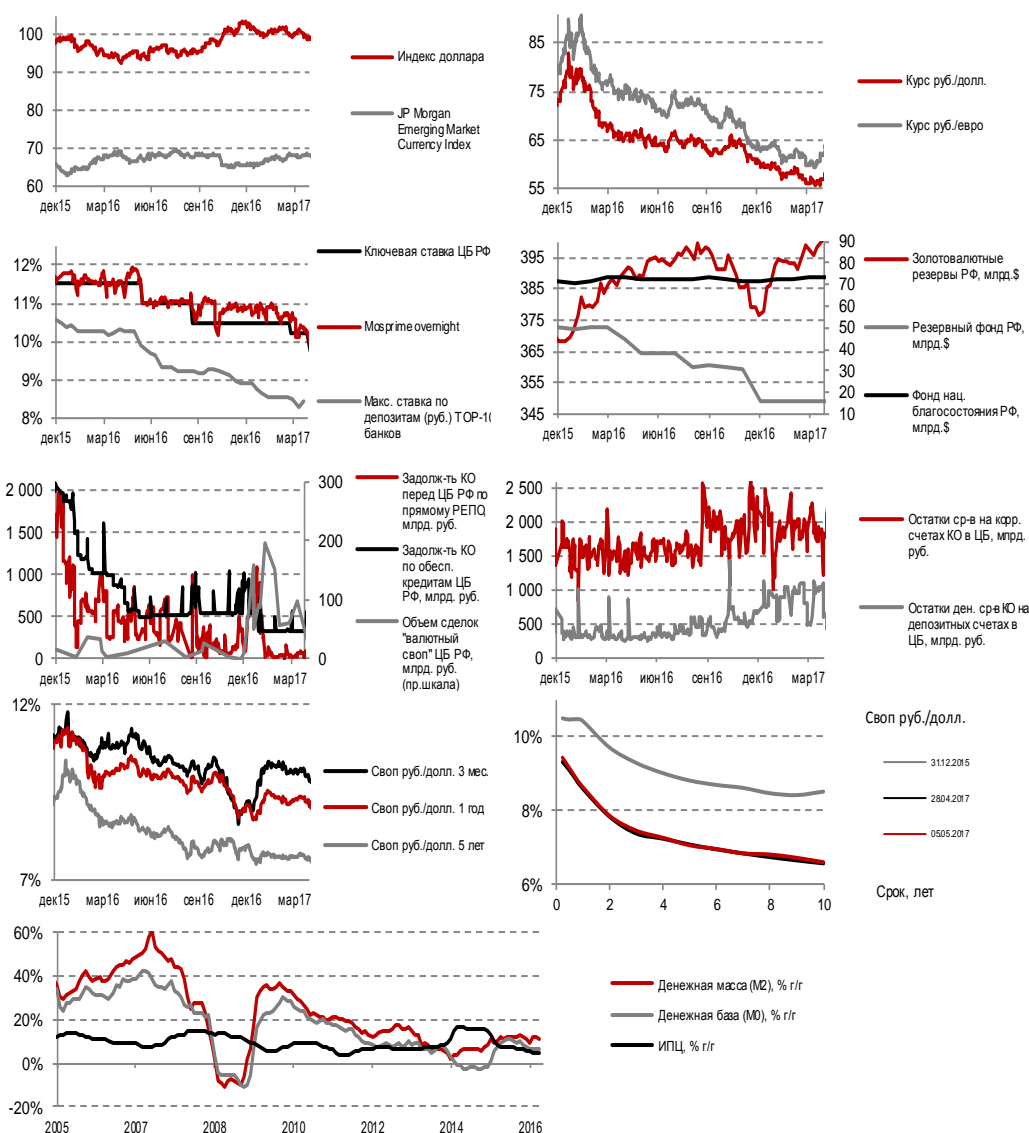 100
90
80
70
60
дек15
мар16
июн16
сен16
дек16
мар17
Индекс доллара
JP Morgan
Emerging Market
Currency Index
85
75
65
55
дек15
мар16
июн16
сен16
дек16
мар17
Курс руб./долл.
Курс руб./евро
12%
11%
10%
9%
8%
дек15
мар16
июн16
сен16
дек16
мар17
Ключевая ставка ЦБ РФ
Mosprime overnight
Макс. ставка по
депозитам (руб.) TOP-10
банков
395
385
375
365
355
345
90
80
70
60
50
40
30
20
10
дек15
мар16
июн16
сен16
дек16
мар17
Золотовалютные
резервы РФ, млрд.$
Резервный фонд РФ,
млрд.$
Фонд нац.
благосостояния РФ,
млрд.$
2 000
1 500
1 000
500
0
300
200
100
0
дек15
мар16
июн16
сен16
дек16
мар17
Задолж-ть КО
перед ЦБ РФ по
прямому РЕПО,
млрд. руб.
Задолж-ть КО
по обесп.
кредитам ЦБ
РФ, млрд. руб.
Объем сделок
"валютный
своп" ЦБ РФ,
млрд. руб.
(пр.шкала)
2 500
2 000
1 500
1 000
500
0
дек15
мар16
июн16
сен16
дек16
мар17
Остатки ср-в на корр.
счетах КО в ЦБ, млрд.
руб.
Остатки ден. ср-в КО на
депозитных счетах в
ЦБ, млрд. руб.
12%
7%
дек15
мар16
июн16
сен16
дек16
мар17
Своп руб./долл. 3 мес.
Своп руб./долл. 1 год
Своп руб./долл. 5 лет
10%
8%
6%
0
2
4
6
8
10
Своп руб./долл.
31.12.2015
28.04.2017
05.05.2017
Срок, лет
60%
40%
20%
0%
-20%
2005
2007
2008
2010
2012
2014
2016
Денежная масса (М2), % г/г
Денежная база (М0), % г/г
ИПЦ, % г/г